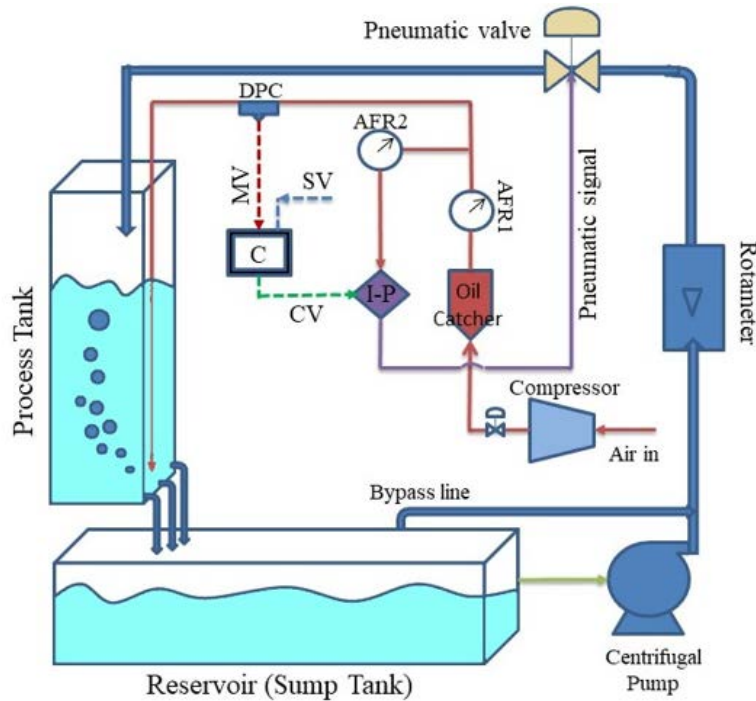 Pneumatic valve
DPC
AFR2
MV
SV
AFR1
Pneumatic signal
C
I-P
Oil
Catcher
CV
Rotameter
Process Tank
Compressor
Air in
Bypass line
Centrifugal
Pump
Reservoir (Sump Tank)